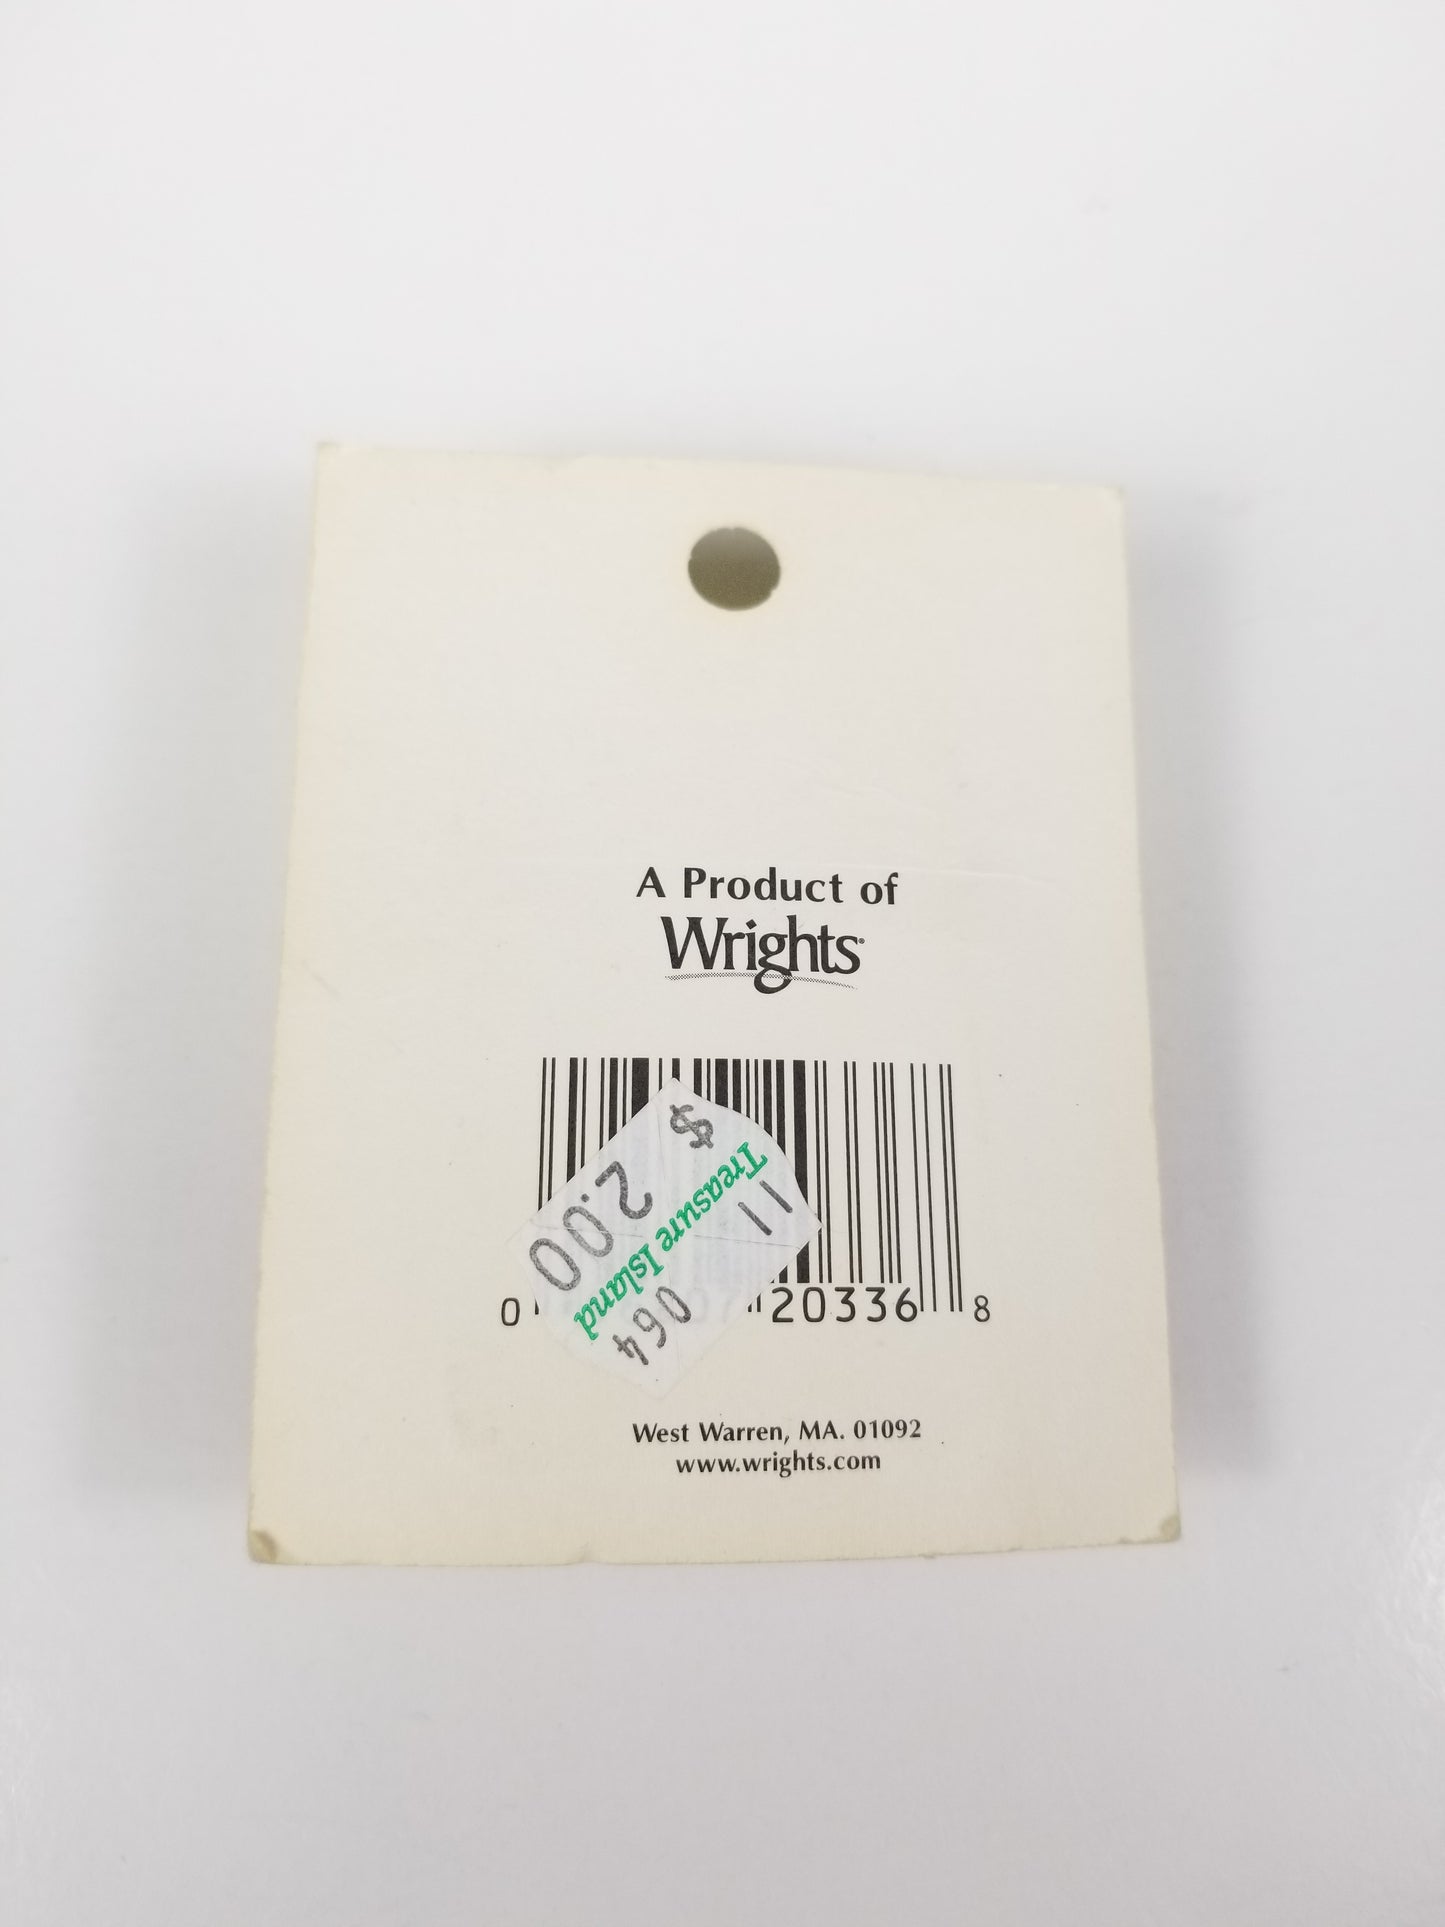 A Product of
Wrights®
$
2.00
Treasure Island
11
064
0 20336 8
West Warren, MA. 01092
www.wrights.com